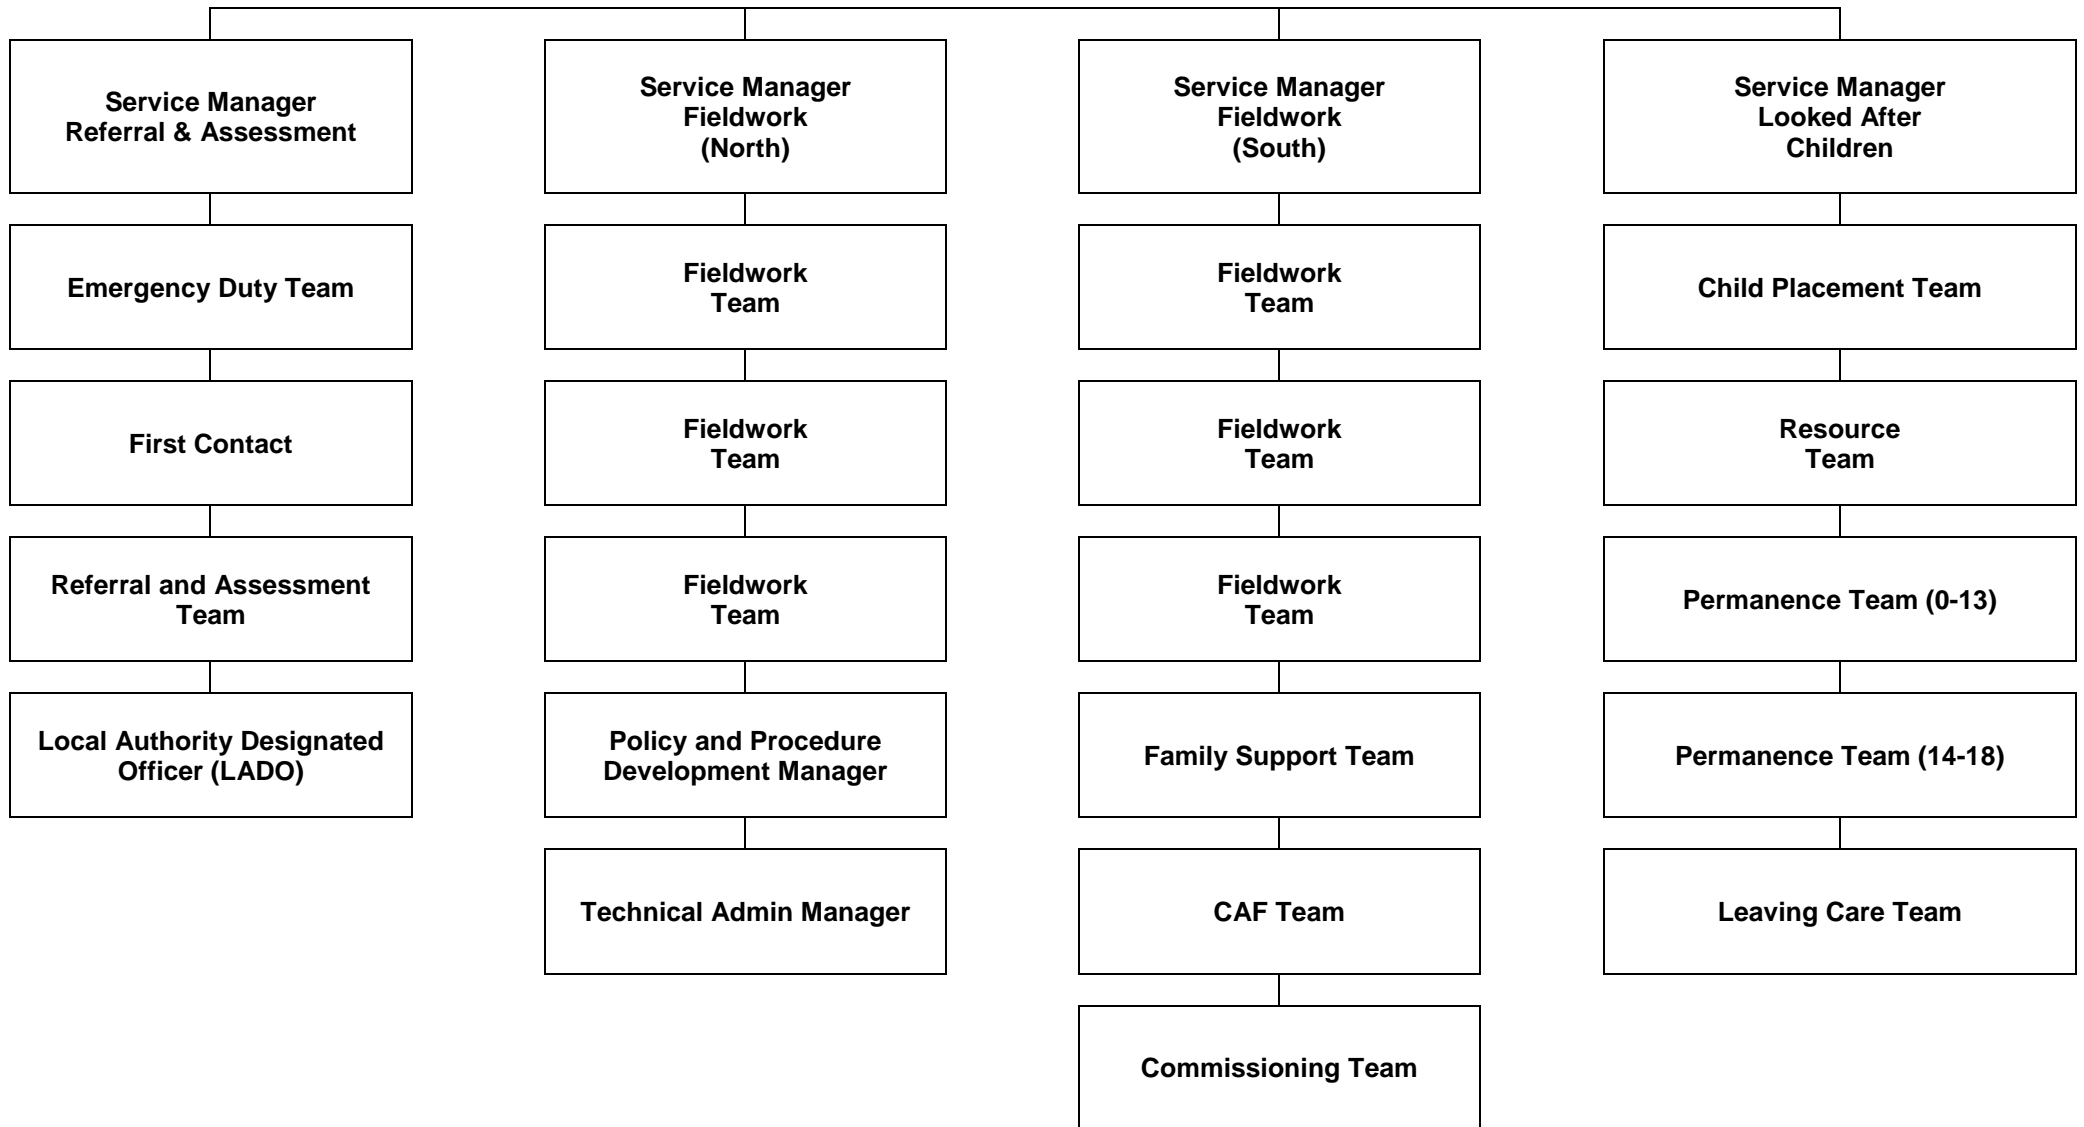 Service Manager
Referral & Assessment
Emergency Duty Team
First Contact
Referral and Assessment
Team
Local Authority Designated
Officer (LADO)
Service Manager
Fieldwork
(North)
Fieldwork
Team
Fieldwork
Team
Fieldwork
Team
Policy and Procedure
Development Manager
Technical Admin Manager
Service Manager
Fieldwork
(South)
Fieldwork
Team
Fieldwork
Team
Fieldwork
Team
Family Support Team
CAF Team
Commissioning Team
Service Manager
Looked After
Children
Child Placement Team
Resource
Team
Permanence Team (0-13)
Permanence Team (14-18)
Leaving Care Team